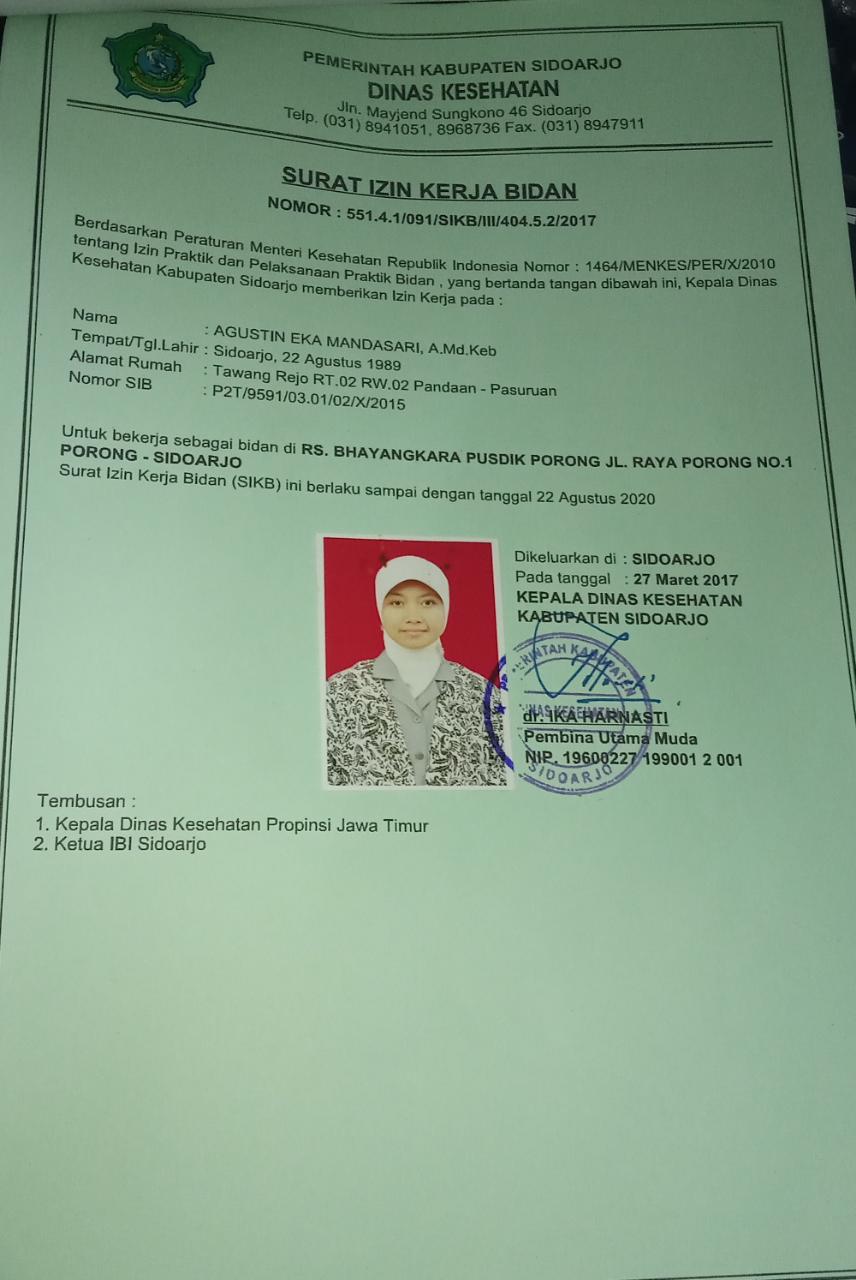 PEMERINTAH KABUPATEN SIDOARJO
DINAS KESEHATAN
Jln. Mayjend Sungkono 46 Sidoarjo
Telp. (031) 8941051, 8968736 Fax. (031) 8947911
SURAT IZIN KERJA BIDAN
NOMOR : 551.4.1/091/SIKB/III/404.5.2/2017
Berdasarkan Peraturan Menteri Kesehatan Republik Indonesia Nomor : 1464/MENKES/PER/X/2010
tentang Izin Praktik dan Pelaksanaan Praktik Bidan , yang bertanda tangan dibawah ini, Kepala Dinas
Kesehatan Kabupaten Sidoarjo memberikan Izin Kerja pada :
Nama : AGUSTIN EKA MANDASARI, A.Md.Keb
Tempat/Tgl.Lahir : Sidoarjo, 22 Agustus 1989
Alamat Rumah : Tawang Rejo RT.02 RW.02 Pandaan - Pasuruan
Nomor SIB : P2T/9591/03.01/02/X/2015
Untuk bekerja sebagai bidan di RS. BHAYANGKARA PUSDIK PORONG JL. RAYA PORONG NO.1
PORONG - SIDOARJO
Surat Izin Kerja Bidan (SIKB) ini berlaku sampai dengan tanggal 22 Agustus 2020
Dikeluarkan di : SIDOARJO
Pada tanggal : 27 Maret 2017
KEPALA DINAS KESEHATAN
KABUPATEN SIDOARJO
KABUPATEN
DINAS KESEHATAN
SIDOARJO
dr. IKA HARNASTI
Pembina Utama Muda
NIP. 19600227 199001 2 001
Tembusan :
1. Kepala Dinas Kesehatan Propinsi Jawa Timur
2. Ketua IBI Sidoarjo